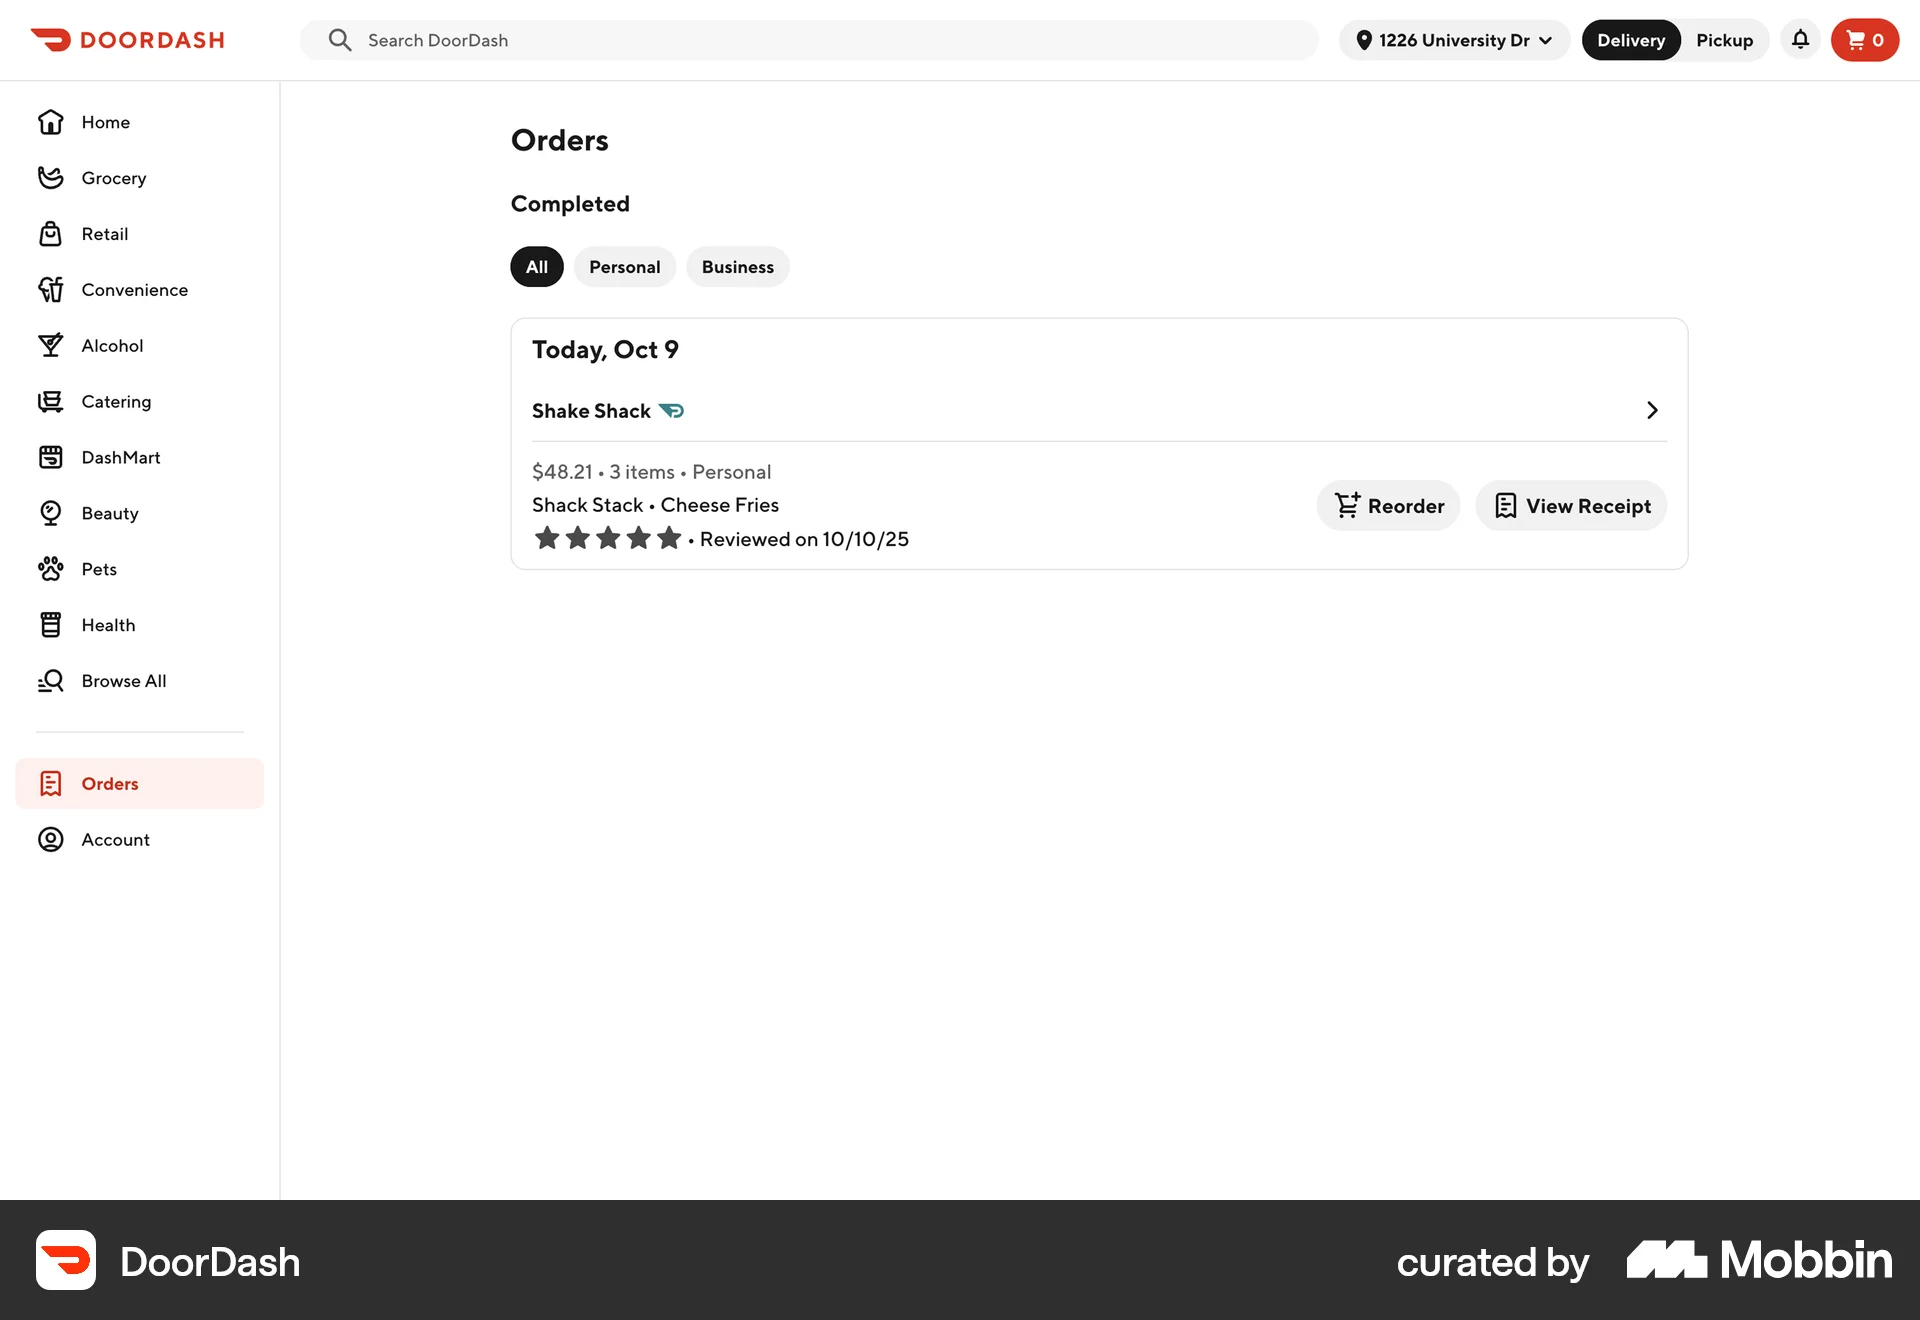 DOORDASH
Search DoorDash
1226 University Dr
Delivery
Pickup
0
Home
Grocery
Retail
Convenience
Alcohol
Catering
DashMart
Beauty
Pets
Health
Browse All
Orders
Account
Orders
Completed
All
Personal
Business
Today, Oct 9
Shake Shack
$48.21 • 3 items • Personal
Shack Stack • Cheese Fries
• Reviewed on 10/10/25
Reorder
View Receipt
DoorDash
curated by
Mobbin